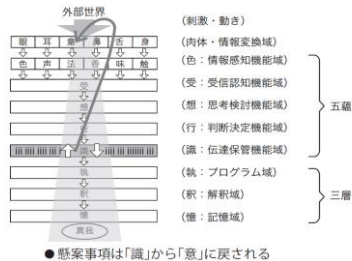 外部世界
(刺激・動き)
眼 耳 意 鼻 舌 身
(肉体・情報変換域)
色 声 法 香 味 触
(色：情報感知機能域)
受
(受：受信認知機能域)
想
(想：思考検討機能域)
五蘊
(行：判断決定機能域)
識
(識：伝達保管機能域)
執
(執：プログラム域)
釈
(釈：解釈域)
三層
憶
(憶：記憶域)
真我
●懸案事項は「識」から「意」に戻される